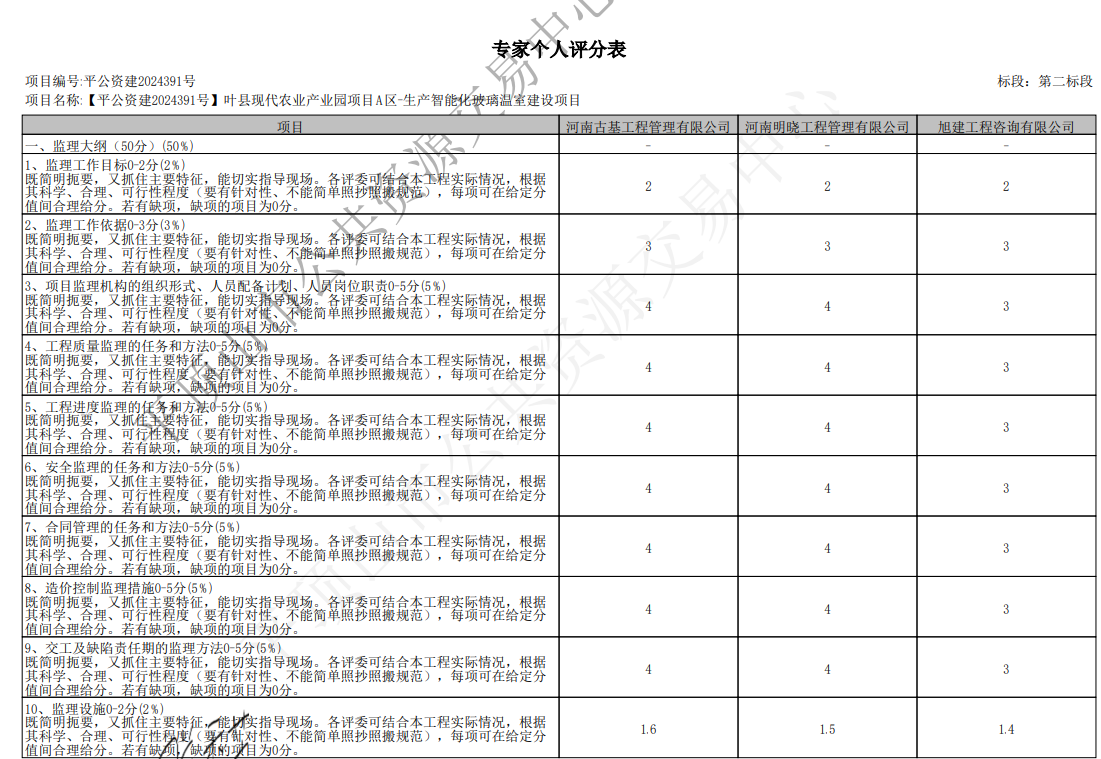 专家个人评分表
项目编号:平公资建2024391号
标段：第二标段
项目名称:【平公资建2024391号】叶县现代农业产业园项目A区-生产智能化玻璃温室建设项目
项目 河南古基工程管理有限公司 河南明晓工程管理有限公司 旭建工程咨询有限公司
一、监理大纲（50分）(50%) - - -
1、监理工作目标0-2分(2%)
既简明扼要，又抓住主要特征，能切实指导现场。各评委可结合本工程实际情况，根据
其科学、合理、可行性程度（要有针对性、不能简单照抄照搬规范），每项可在给定分
值间合理给分。若有缺项，缺项的项目为0分。
2 2 2
2、监理工作依据0-3分(3%)
既简明扼要，又抓住主要特征，能切实指导现场。各评委可结合本工程实际情况，根据
其科学、合理、可行性程度（要有针对性、不能简单照抄照搬规范），每项可在给定分
值间合理给分。若有缺项，缺项的项目为0分。
3 3 3
3、项目监理机构的组织形式、人员配备计划、人员岗位职责0-5分(5%)
既简明扼要，又抓住主要特征，能切实指导现场。各评委可结合本工程实际情况，根据
其科学、合理、可行性程度（要有针对性、不能简单照抄照搬规范），每项可在给定分
值间合理给分。若有缺项，缺项的项目为0分。
4 4 3
4、工程质量监理的任务和方法0-5分(5%)
既简明扼要，又抓住主要特征，能切实指导现场。各评委可结合本工程实际情况，根据
其科学、合理、可行性程度（要有针对性、不能简单照抄照搬规范），每项可在给定分
值间合理给分。若有缺项，缺项的项目为0分。
4 4 3
5、工程进度监理的任务和方法0-5分(5%)
既简明扼要，又抓住主要特征，能切实指导现场。各评委可结合本工程实际情况，根据
其科学、合理、可行性程度（要有针对性、不能简单照抄照搬规范），每项可在给定分
值间合理给分。若有缺项，缺项的项目为0分。
4 4 3
6、安全监理的任务和方法0-5分(5%)
既简明扼要，又抓住主要特征，能切实指导现场。各评委可结合本工程实际情况，根据
其科学、合理、可行性程度（要有针对性、不能简单照抄照搬规范），每项可在给定分
值间合理给分。若有缺项，缺项的项目为0分。
4 4 3
7、合同管理的任务和方法0-5分(5%)
既简明扼要，又抓住主要特征，能切实指导现场。各评委可结合本工程实际情况，根据
其科学、合理、可行性程度（要有针对性、不能简单照抄照搬规范），每项可在给定分
值间合理给分。若有缺项，缺项的项目为0分。
4 4 3
8、造价控制监理措施0-5分(5%)
既简明扼要，又抓住主要特征，能切实指导现场。各评委可结合本工程实际情况，根据
其科学、合理、可行性程度（要有针对性、不能简单照抄照搬规范），每项可在给定分
值间合理给分。若有缺项，缺项的项目为0分。
4 4 3
9、交工及缺陷责任期的监理方法0-5分(5%)
既简明扼要，又抓住主要特征，能切实指导现场。各评委可结合本工程实际情况，根据
其科学、合理、可行性程度（要有针对性、不能简单照抄照搬规范），每项可在给定分
值间合理给分。若有缺项，缺项的项目为0分。
4 4 3
10、监理设施0-2分(2%)
既简明扼要，又抓住主要特征，能切实指导现场。各评委可结合本工程实际情况，根据
其科学、合理、可行性程度（要有针对性、不能简单照抄照搬规范），每项可在给定分
值间合理给分。若有缺项，缺项的项目为0分。
1.6 1.5 1.4
平顶山市公共资源交易中心
顶山市公共资源交易中心